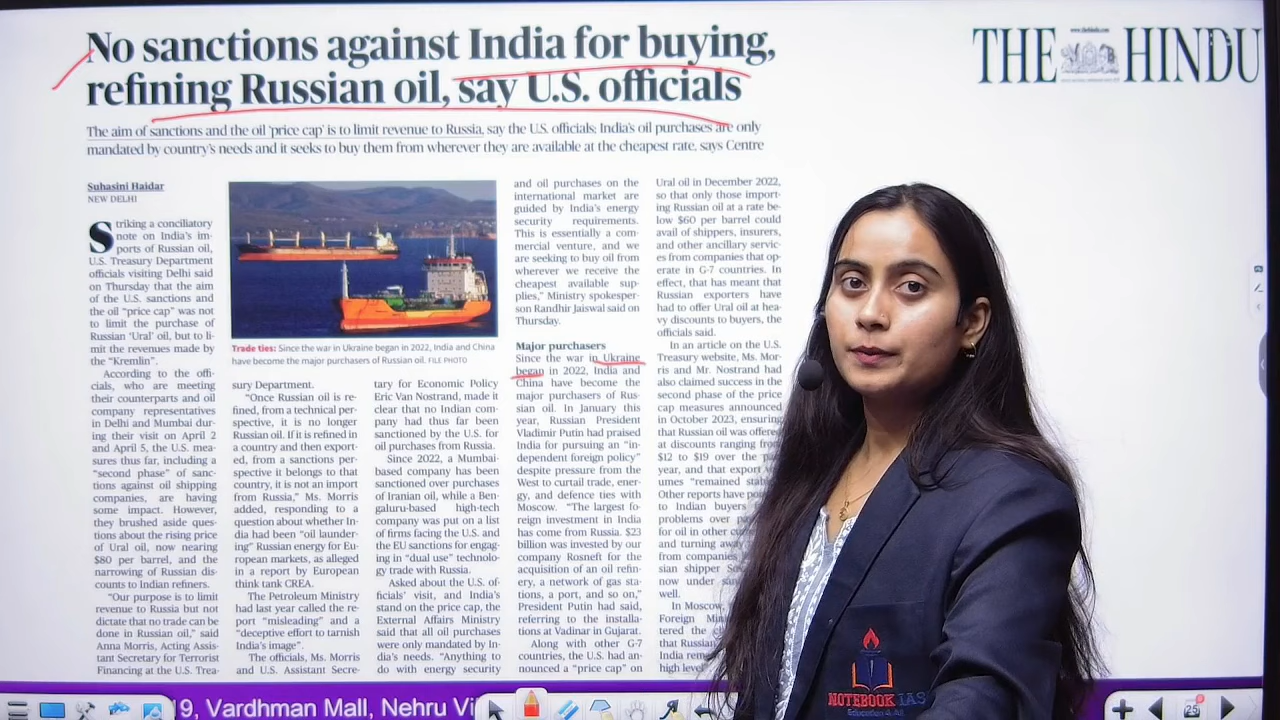 No sanctions against India for buying,
refining Russian oil, say U.S. officials
www.thehindu.com
THE HINDU
The aim of sanctions and the oil 'price cap' is to limit revenue to Russia, say the U.S. officials; India's oil purchases are only
mandated by country's needs and it seeks to buy them from wherever they are available at the cheapest rate, says Centre
Suhasini Haidar
NEW DELHI
Striking a conciliatory
note on India's im-
ports of Russian oil,
U.S. Treasury Department
officials visiting Delhi said
on Thursday that the aim
of the U.S. sanctions and
the oil "price cap" was not
to limit the purchase of
Russian 'Ural' oil, but to li-
mit the revenues made by
the "Kremlin".
According to the offi-
cials, who are meeting
their counterparts and oil
company representatives
in Delhi and Mumbai dur-
ing their visit on April 2
and April 5, the U.S. mea-
sures thus far, including a
"second phase" of sanc-
tions against oil shipping
companies, are having
some impact. However,
they brushed aside ques-
tions about the rising price
of Ural oil, now nearing
$80 per barrel, and the
narrowing of Russian dis-
counts to Indian refiners.
"Our purpose is to limit
revenue to Russia but not
dictate that no trade can be
done in Russian oil," said
Anna Morris, Acting Assis-
tant Secretary for Terrorist
Financing at the U.S. Trea-
Trade ties: Since the war in Ukraine began in 2022, India and China
have become the major purchasers of Russian oil. FILE PHOTO
sury Department.
"Once Russian oil is re-
fined, from a technical per-
spective, it is no longer
Russian oil. If it is refined in
a country and then export-
ed, from a sanctions per-
spective it belongs to that
country, it is not an import
from Russia," Ms. Morris
added, responding to a
question about whether In-
dia had been "oil launder-
ing" Russian energy for Eu-
ropean markets, as alleged
in a report by European
think tank CREA.
The Petroleum Ministry
had last year called the re-
port "misleading" and a
"deceptive effort to tarnish
India's image".
The officials, Ms. Morris
and U.S. Assistant Secre-
tary for Economic Policy
Eric Van Nostrand, made it
clear that no Indian com-
pany had thus far been
sanctioned by the U.S. for
oil purchases from Russia.
Since 2022, a Mumbai-
based company has been
sanctioned over purchases
of Iranian oil, while a Ben-
galuru-based high-tech
company was put on a list
of firms facing the U.S. and
the EU sanctions for engag-
ing in "dual use" technolo-
gy trade with Russia.
Asked about the U.S. of-
ficials' visit, and India's
stand on the price cap, the
External Affairs Ministry
said that all oil purchases
were only mandated by In-
dia's needs. "Anything to
do with energy security
and oil purchases on the
international market are
guided by India's energy
security requirements.
This is essentially a com-
mercial venture, and we
are seeking to buy oil from
wherever we receive the
cheapest available sup-
plies," Ministry spokesper-
son Randhir Jaiswal said on
Thursday.
Major purchasers
Since the war in Ukraine
began in 2022, India and
China have become the
major purchasers of Rus-
sian oil. In January this
year, Russian President
Vladimir Putin had praised
India for pursuing an "in-
dependent foreign policy"
despite pressure from the
West to curtail trade, ener-
gy, and defence ties with
Moscow. "The largest fo-
reign investment in India
has come from Russia. $23
billion was invested by our
company Rosneft for the
acquisition of an oil refin-
ery, a network of gas sta-
tions, a port, and so on,"
President Putin had said,
referring to the installa-
tions at Vadinar in Gujarat.
Along with other G-7
countries, the U.S. had an-
nounced a "price cap" on
Ural oil in December 2022,
so that only those import-
ing Russian oil at a rate be-
low $60 per barrel could
avail of shippers, insurers,
and other ancillary servic-
es from companies that op-
erate in G-7 countries. In
effect, that has meant that
Russian exporters have
had to offer Ural oil at hea-
vy discounts to buyers, the
officials said.
In an article on the U.S.
Treasury website, Ms. Mor-
ris and Mr. Nostrand had
also claimed success in the
second phase of the price
cap measures announced
in October 2023, ensuring
that Russian oil was offered
at discounts ranging from
$12 to $19 over the pas
year, and that export v
umes "remained stabl
Other reports have po
to Indian buyers
problems over pa
for oil in other cu
and turning away
from companies
sian shipper So
now under sa
well.
In Moscow,
Foreign Min
tered the
that Russia
India rem
high level
NOTEBOOK IAS
Education 4 All
9, Vardhman Mall, Nehru Vi
25